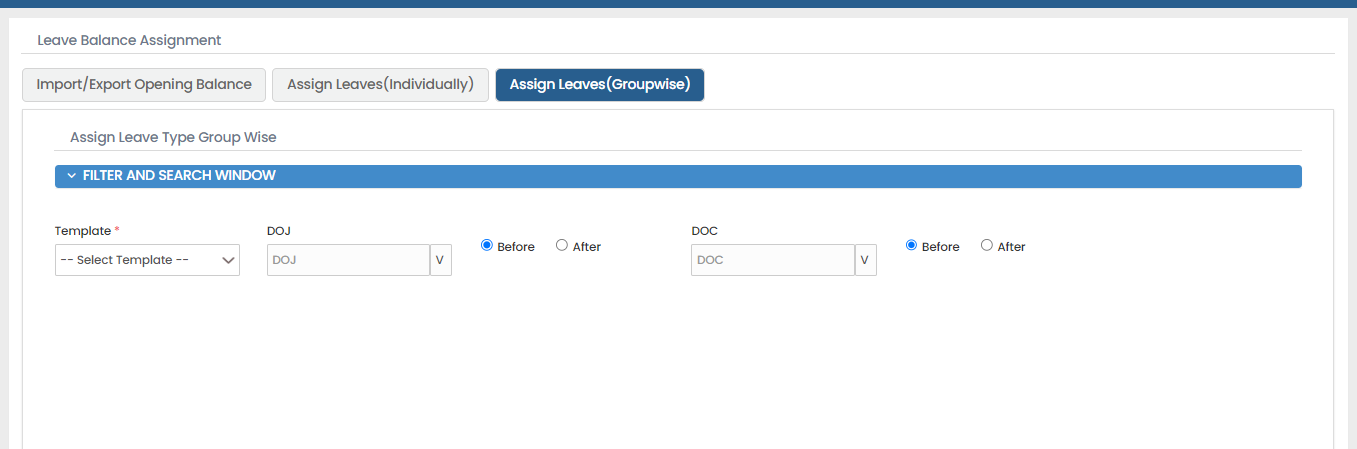 Leave Balance Assignment
Import/Export Opening Balance Assign Leaves(Individually) Assign Leaves(Groupwise)
Assign Leave Type Group Wise
FILTER AND SEARCH WINDOW
Template * DOJ DOC
-- Select Template -- DOJ V Before After DOC V Before After